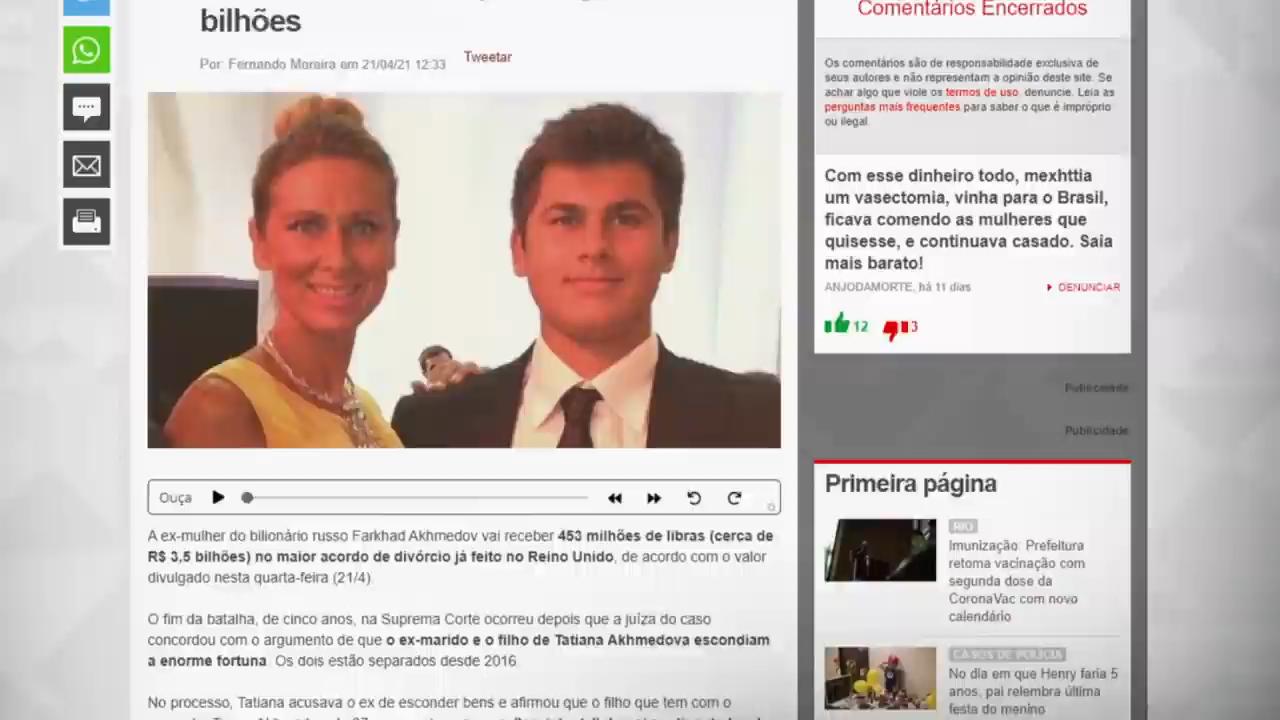 bilhões
Por: Fernando Moreira em 21/04/21 12:33
Tweetar
Ouça
A ex-mulher do bilionário russo Farkhad Akhmedov vai receber 453 milhões de libras (cerca de
R$ 3,5 bilhões) no maior acordo de divórcio já feito no Reino Unido, de acordo com o valor
divulgado nesta quarta-feira (21/4).
O fim da batalha, de cinco anos, na Suprema Corte ocorreu depois que a juíza do caso
concordou com o argumento de que o ex-marido e o filho de Tatiana Akhmedova escondiam
a enorme fortuna. Os dois estão separados desde 2016.
No processo, Tatiana acusava o ex de esconder bens e afirmou que o filho que tem com o
Comentários Encerrados
Os comentários são de responsabilidade exclusiva de
seus autores e não representam a opinião deste site. Se
achar algo que viole os termos de uso, denuncie. Leia as
perguntas mais frequentes para saber o que é impróprio
ou ilegal.
Com esse dinheiro todo, mexhttia
um vasectomia, vinha para o Brasil,
ficava comendo as mulheres que
quisesse, e continuava casado. Saia
mais barato!
ANJODAMORTE, há 11 dias
DENUNCIAR
12
3
Publicidade
Publicidade
Primeira página
RIO
Imunização: Prefeitura
retoma vacinação com
segunda dose da
CoronaVac com novo
calendário
CASOS DE POLÍCIA
No dia em que Henry faria 5
anos, pai relembra última
festa do menino